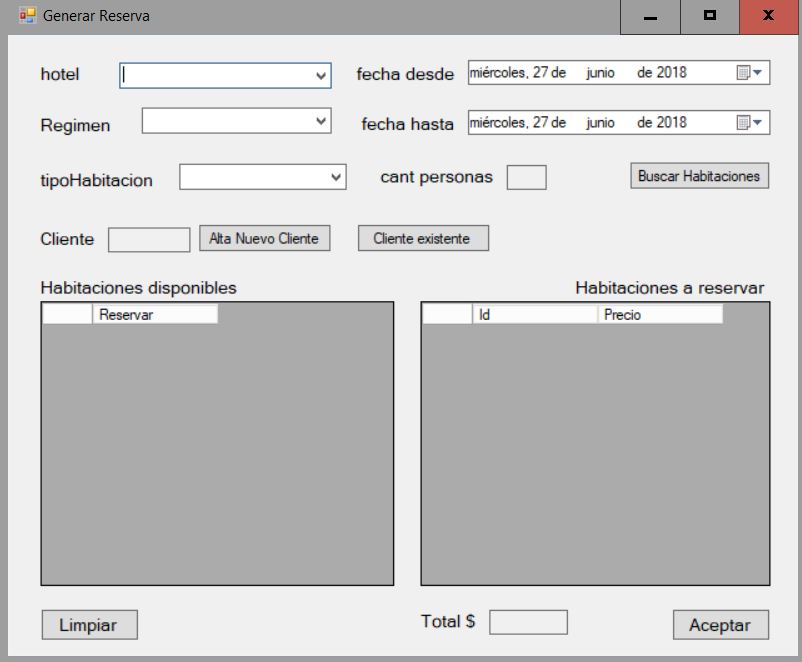 Generar Reserva
hotel
fecha desde miércoles, 27 de junio de 2018
Regimen
fecha hasta miércoles, 27 de junio de 2018
tipoHabitacion
cant personas
Buscar Habitaciones
Cliente
Alta Nuevo Cliente
Cliente existente
Habitaciones disponibles
Habitaciones a reservar
Reservar
Id Precio
Limpiar
Total $
Aceptar